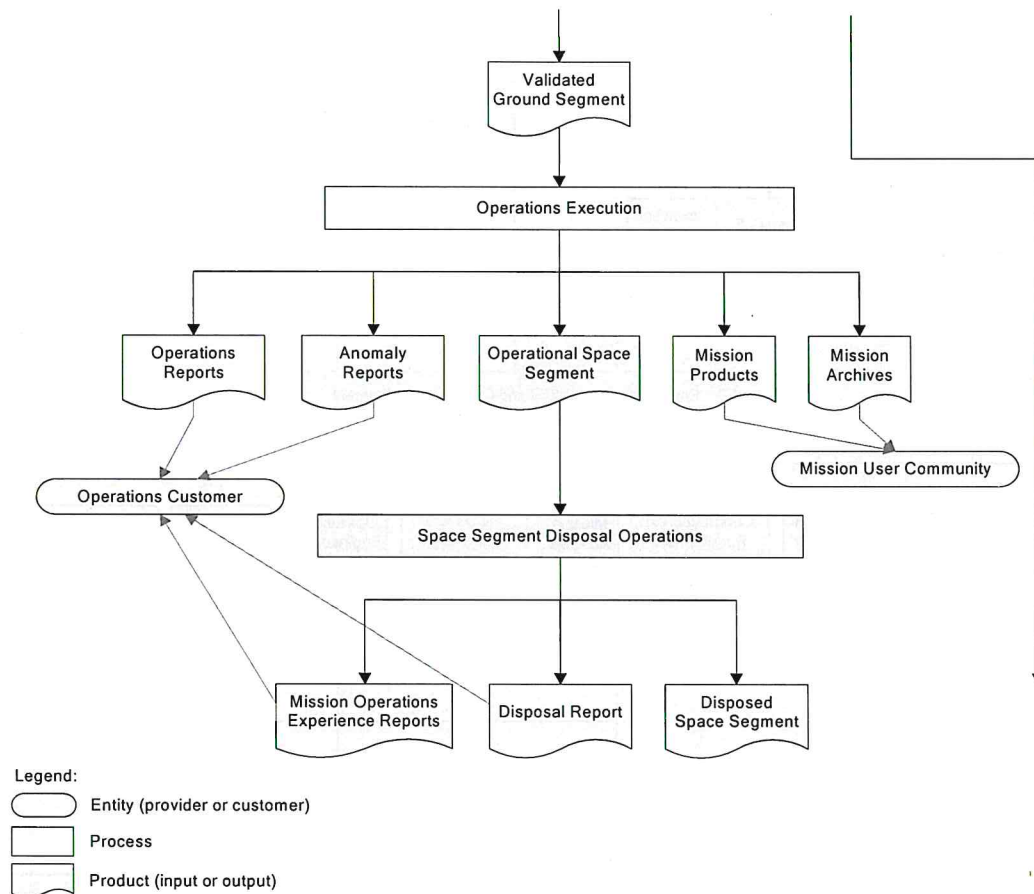 Validated
Ground Segment
Operations Execution
Operations
Reports
Anomaly
Reports
Operational Space
Segment
Mission
Products
Mission
Archives
Operations Customer
Mission User Community
Space Segment Disposal Operations
Mission Operations
Experience Reports
Disposal Report
Disposed
Space Segment
Legend:
Entity (provider or customer)
Process
Product (input or output)